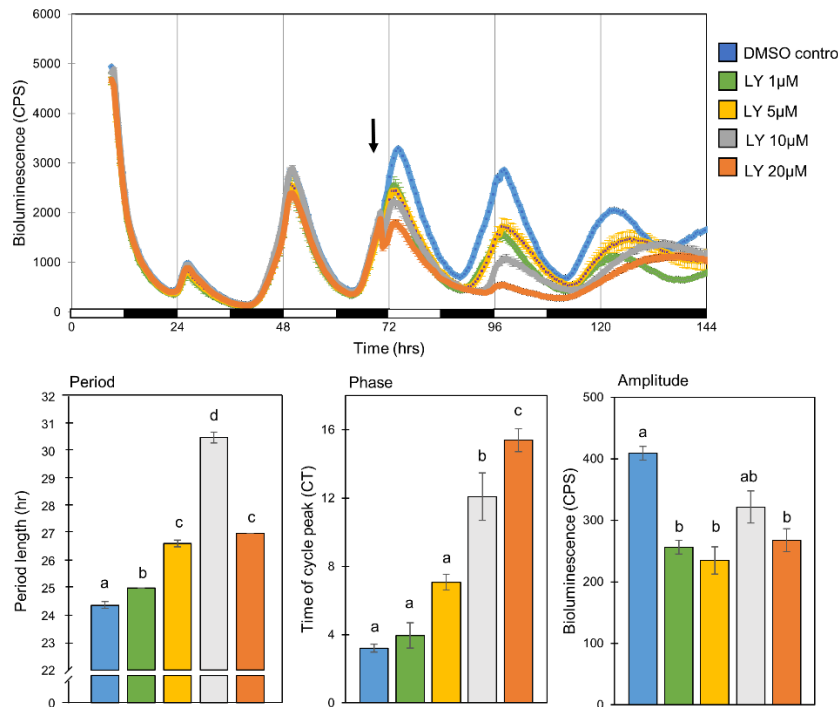 6000
5000
4000
3000
2000
1000
0
Bioluminescence (CPS)
0 24 48 72 96 120 144
Time (hrs)
DMSO contro
LY 1µM
LY 5µM
LY 10µM
LY 20µM
Period
32
31
30
29
28
27
26
25
24
23
22
0
Period length (hr)
a b c d c
Phase
16
12
8
4
0
Time of cycle peak (CT)
a a a b c
Amplitude
500
400
300
200
100
0
Bioluminescence (CPS)
a b b ab b